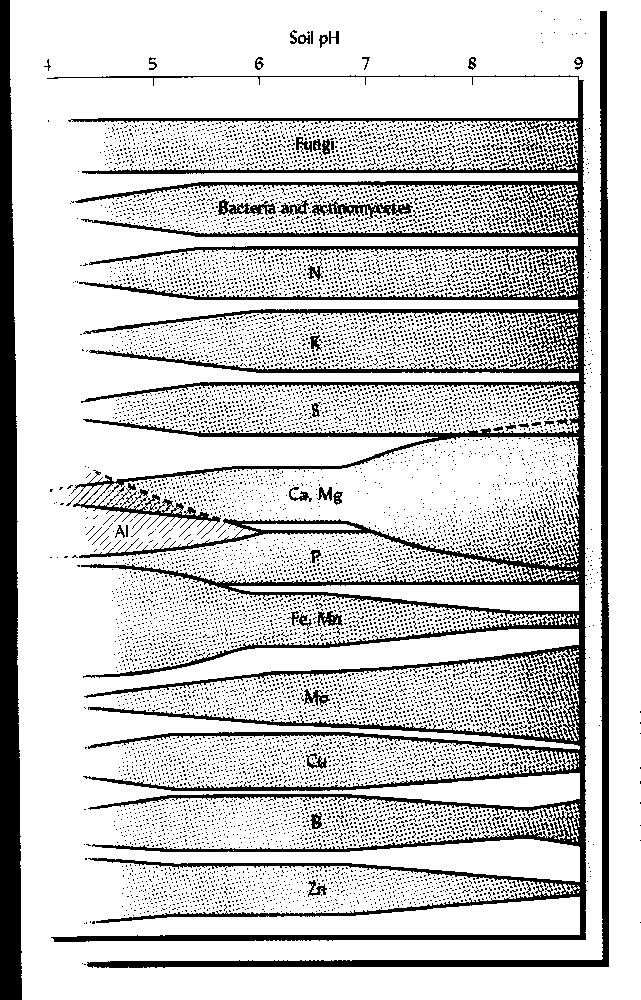 Soil pH
4 5 6 7 8 9
Fungi
Bacteria and actinomycetes
N
K
S
Ca, Mg
Al
P
Fe, Mn
Mo
Cu
B
Zn